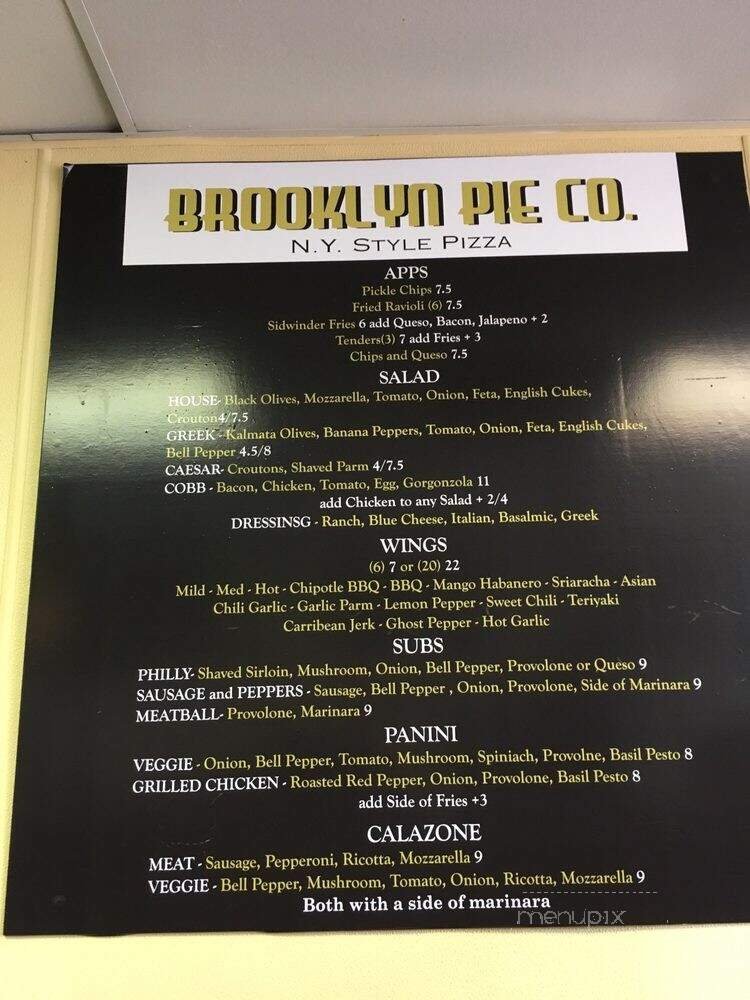 BROOKLYN PIE CO.
N.Y. STYLE PIZZA
APPS
Pickle Chips 7.5
Fried Ravioli (6) 7.5
Sidwinder Fries 6 add Queso, Bacon, Jalapeno + 2
Tenders(3) 7 add Fries + 3
Chips and Queso 7.5
SALAD
HOUSE- Black Olives, Mozzarella, Tomato, Onion, Feta, English Cukes,
Crouton4/7.5
GREEK - Kalmata Olives, Banana Peppers, Tomato, Onion, Feta, English Cukes,
Bell Pepper 4.5/8
CAESAR- Croutons, Shaved Parm 4/7.5
COBB - Bacon, Chicken, Tomato, Egg, Gorgonzola 11
add Chicken to any Salad + 2/4
DRESSINSG - Ranch, Blue Cheese, Italian, Basalmic, Greek
WINGS
(6) 7 or (20) 22
Mild - Med - Hot - Chipotle BBQ - BBQ - Mango Habanero - Sriaracha - Asian
Chili Garlic - Garlic Parm - Lemon Pepper - Sweet Chili - Teriyaki
Carribean Jerk - Ghost Pepper - Hot Garlic
SUBS
PHILLY- Shaved Sirloin, Mushroom, Onion, Bell Pepper, Provolone or Queso 9
SAUSAGE and PEPPERS - Sausage, Bell Pepper , Onion, Provolone, Side of Marinara 9
MEATBALL- Provolone, Marinara 9
PANINI
VEGGIE - Onion, Bell Pepper, Tomato, Mushroom, Spiniach, Provolne, Basil Pesto 8
GRILLED CHICKEN - Roasted Red Pepper, Onion, Provolone, Basil Pesto 8
add Side of Fries +3
CALAZONE
MEAT - Sausage, Pepperoni, Ricotta, Mozzarella 9
VEGGIE - Bell Pepper, Mushroom, Tomato, Onion, Ricotta, Mozzarella 9
Both with a side of marinara
menupix